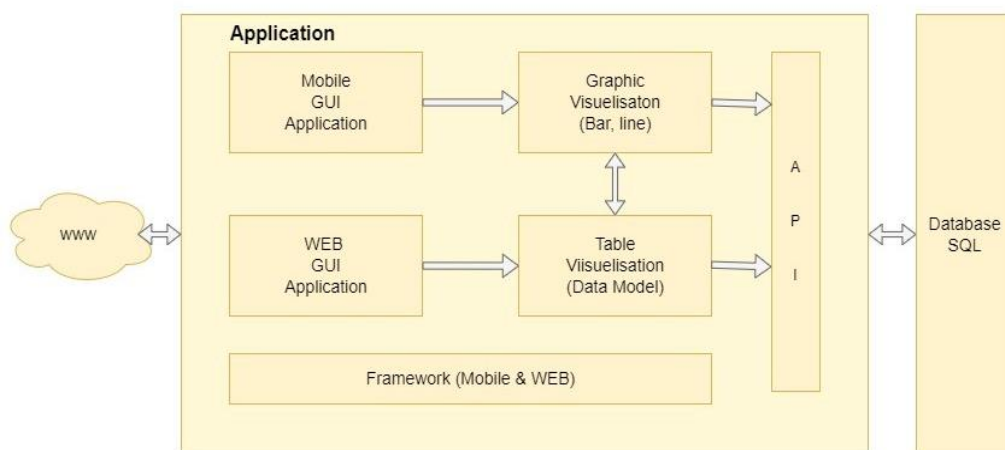 Application
Mobile
GUI
Application
Graphic
Visuelisaton
(Bar, line)
A
P
I
www
WEB
GUI
Application
Table
Viisuelisation
(Data Model)
Database
SQL
Framework (Mobile & WEB)